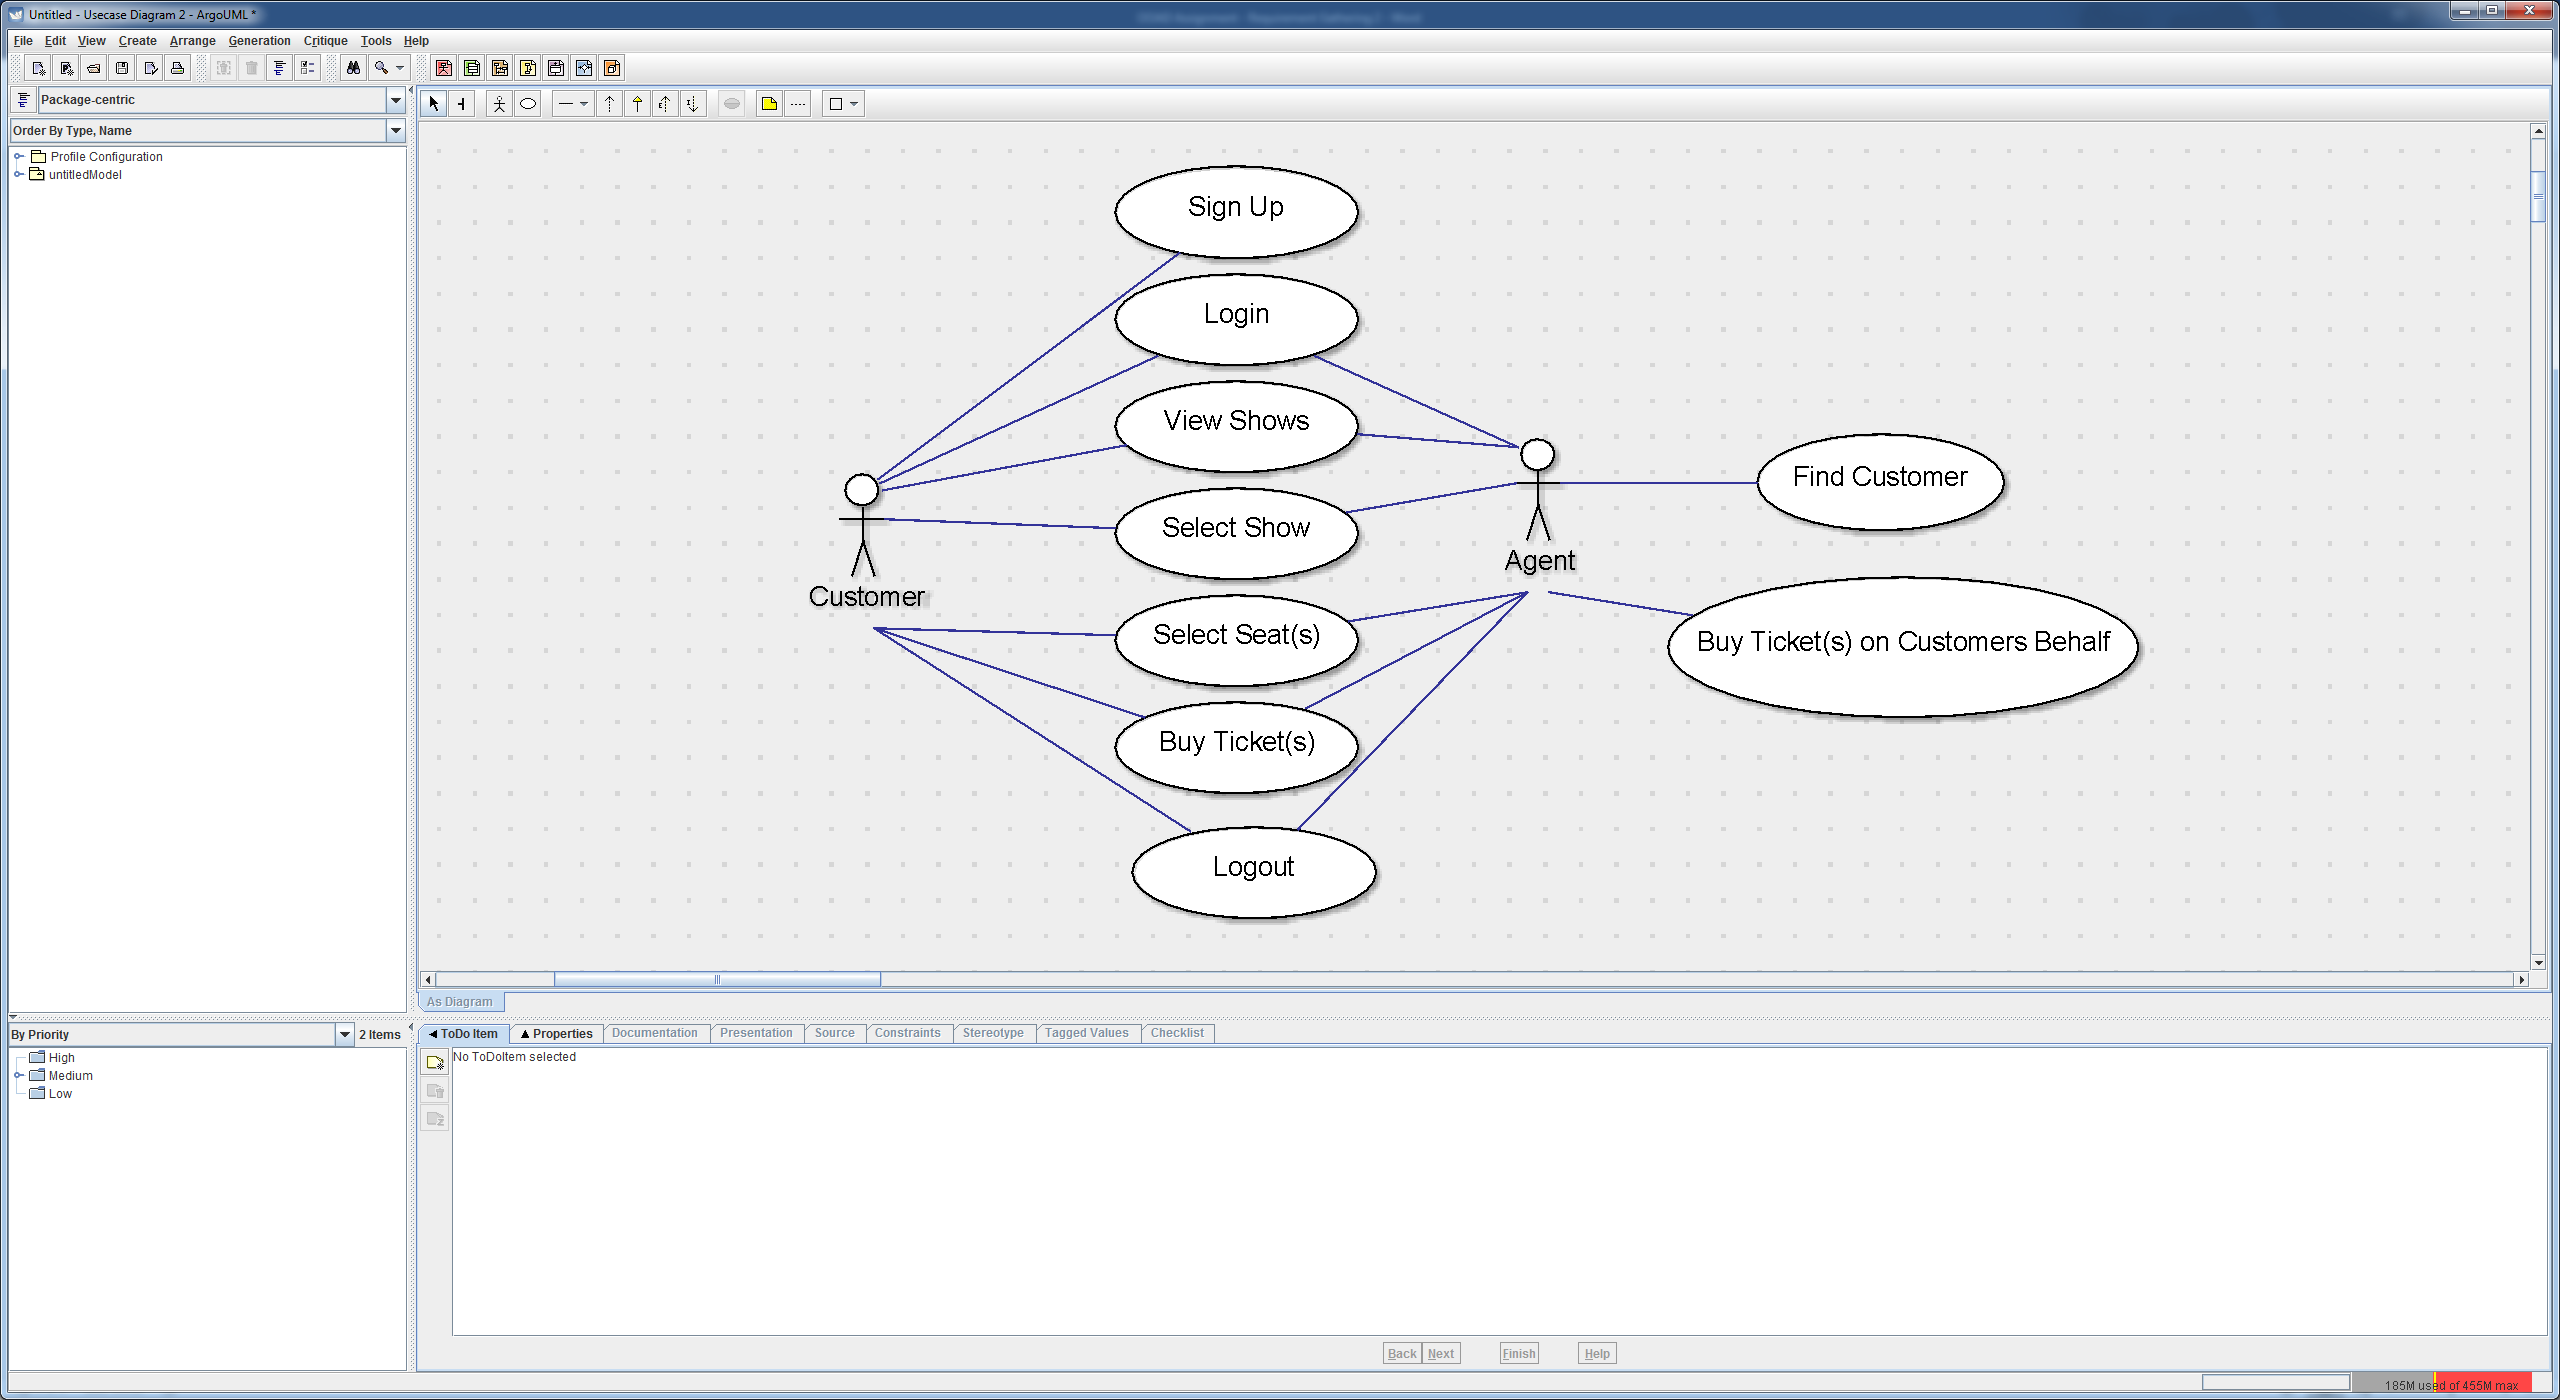 Untitled - Usecase Diagram 2 - ArgoUML *
File Edit View Create Arrange Generation Critique Tools Help
Package-centric
Order By Type, Name
Profile Configuration
untitledModel
Sign Up
Login
View Shows
Select Show
Select Seat(s)
Buy Ticket(s)
Logout
Customer
Agent
Find Customer
Buy Ticket(s) on Customers Behalf
As Diagram
By Priority 2 Items
High
Medium
Low
ToDo Item Properties Documentation Presentation Source Constraints Stereotype Tagged Values Checklist
No ToDoItem selected
Back Next Finish Help
185M used of 455M max